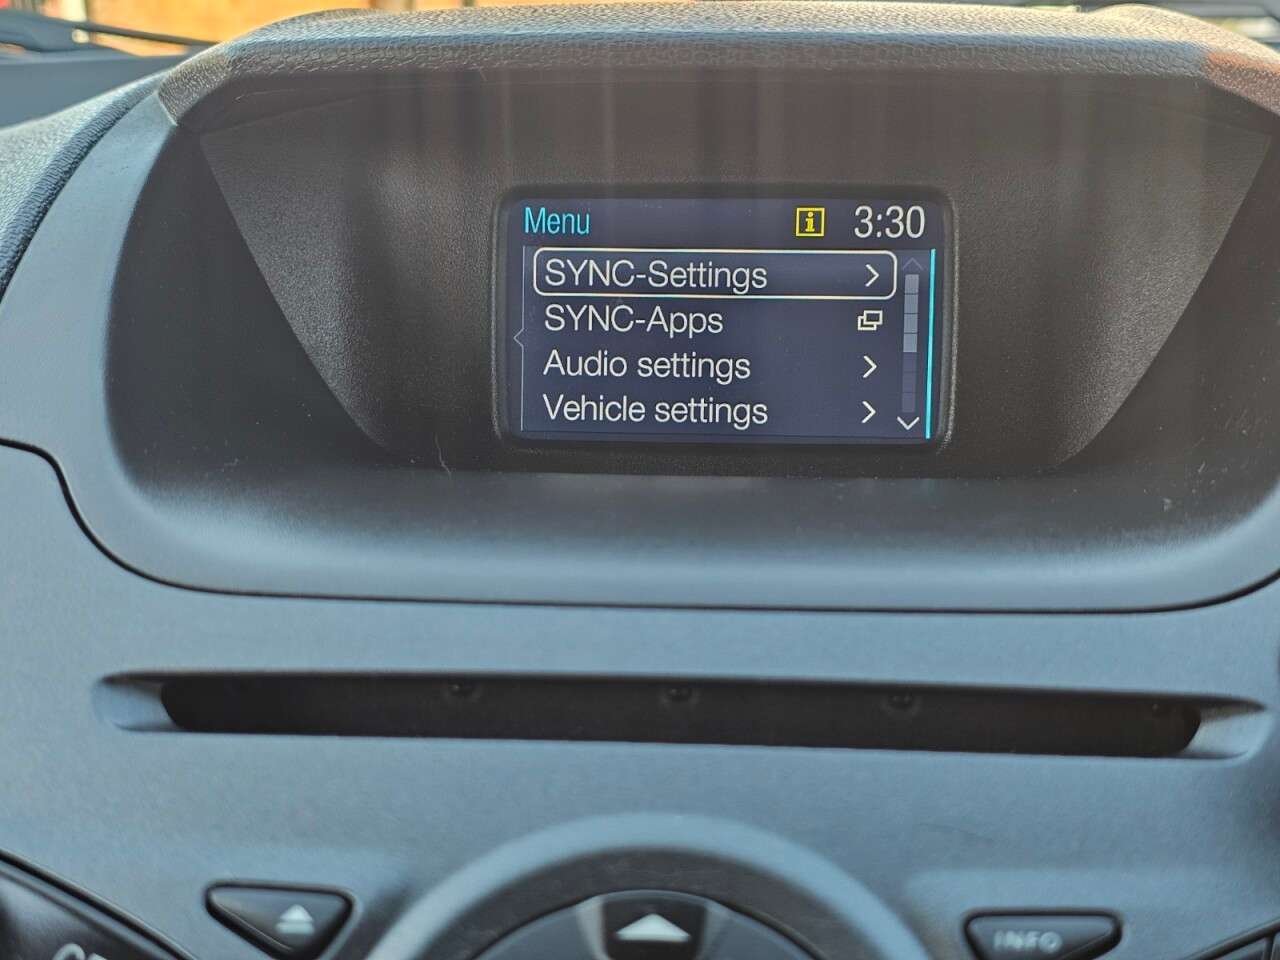 Menu i 3:30
SYNC-Settings
SYNC-Apps
Audio settings
Vehicle settings
INFO